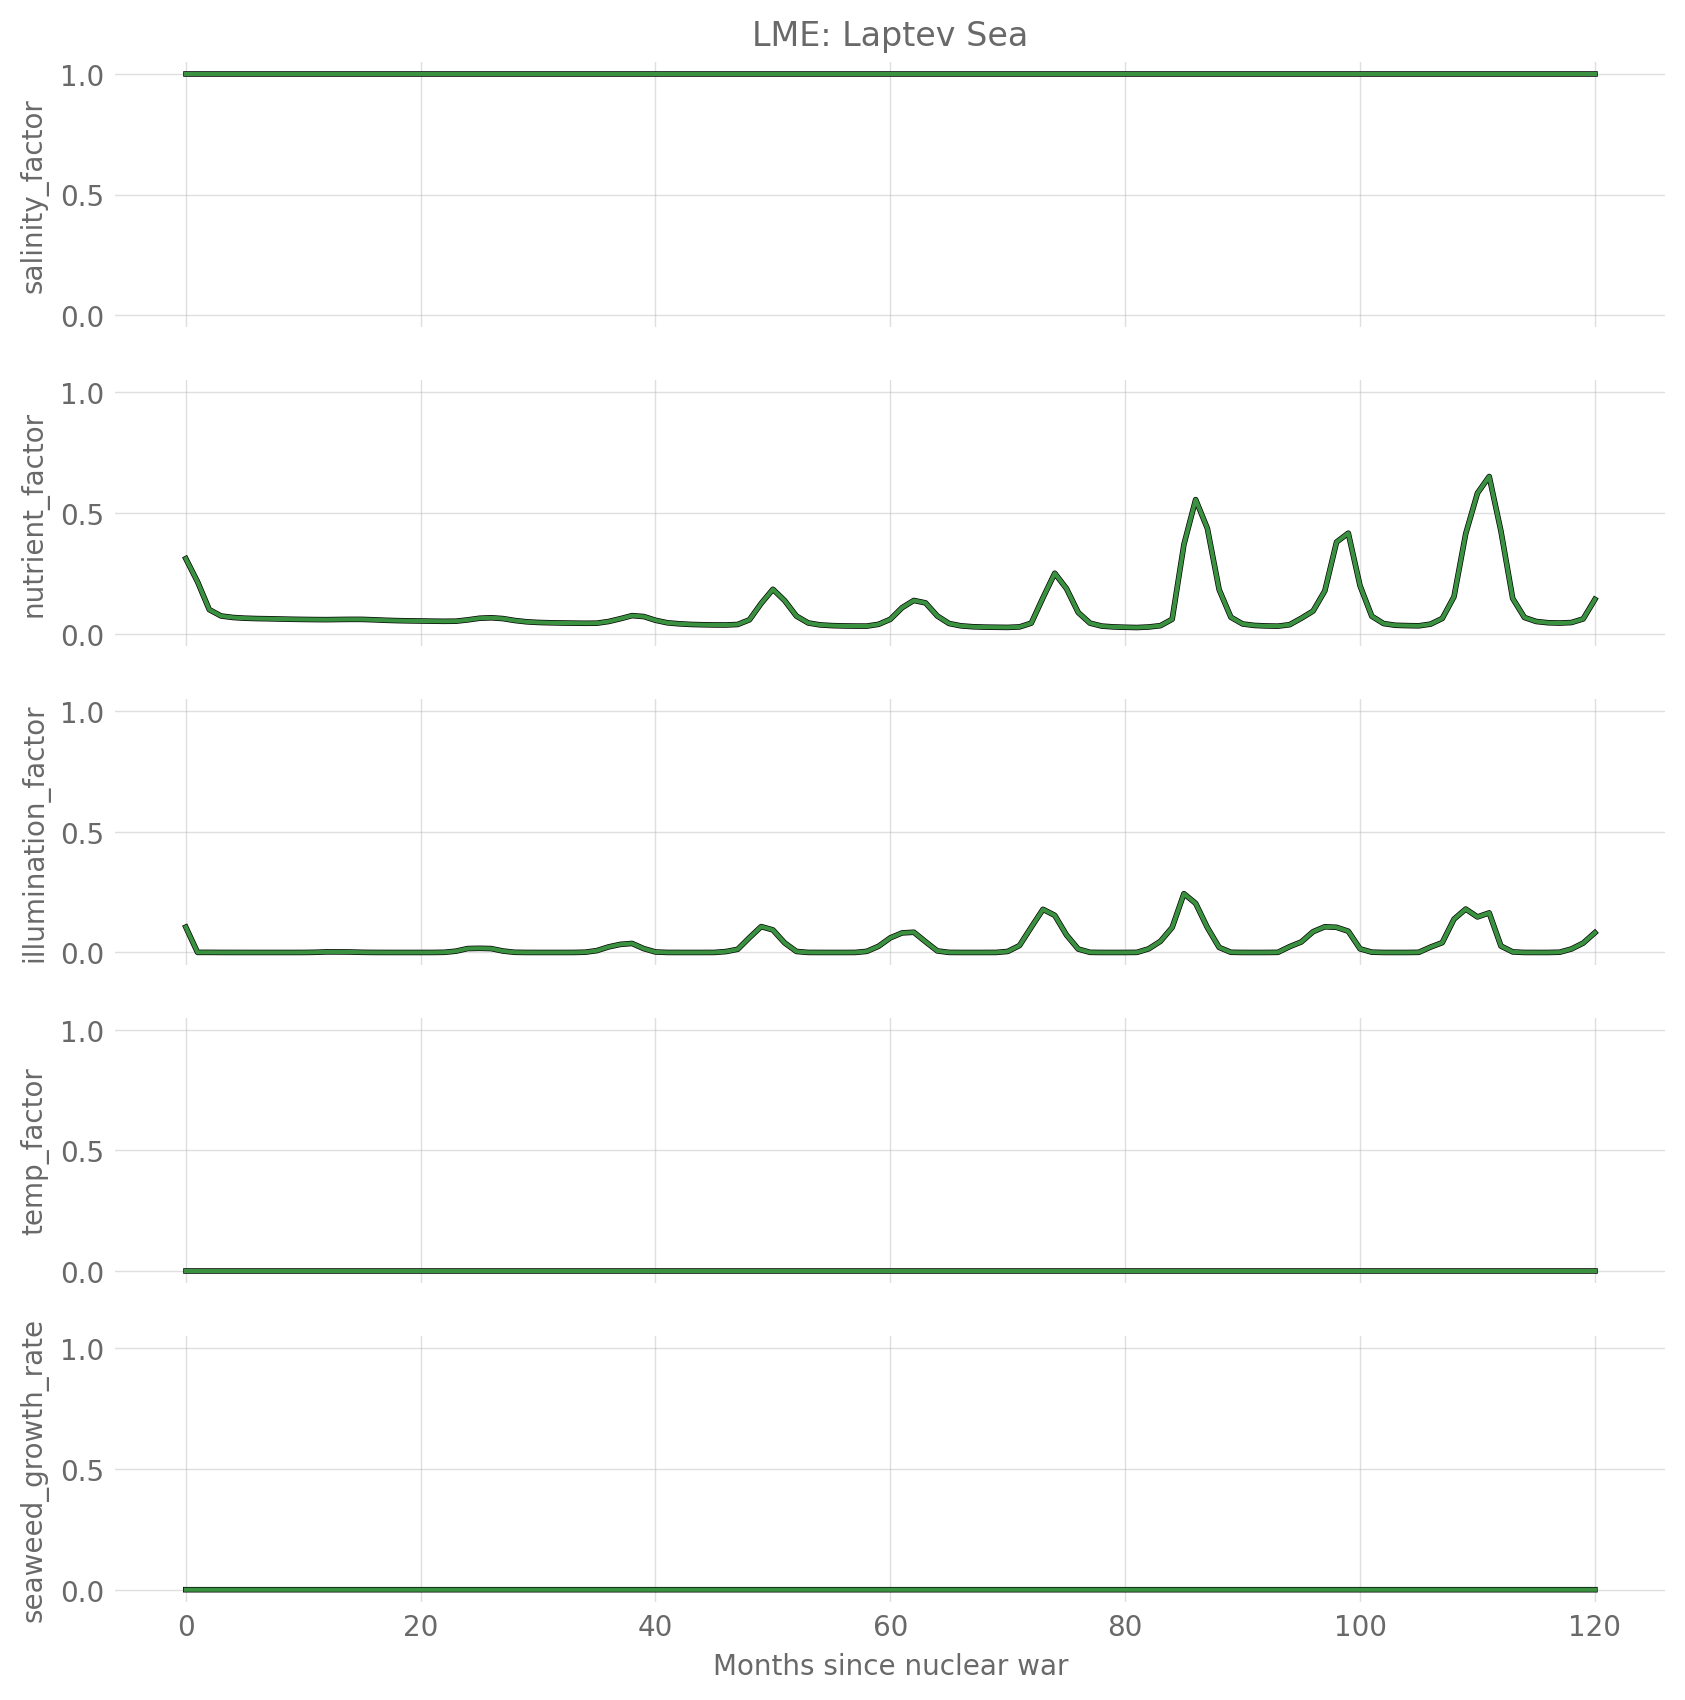 LME: Laptev Sea
1.0
0.5
0.0
salinity_factor
1.0
0.5
0.0
nutrient_factor
1.0
0.5
0.0
illumination_factor
1.0
0.5
0.0
temp_factor
1.0
0.5
0.0
seaweed_growth_rate
0 20 40 60 80 100 120
Months since nuclear war